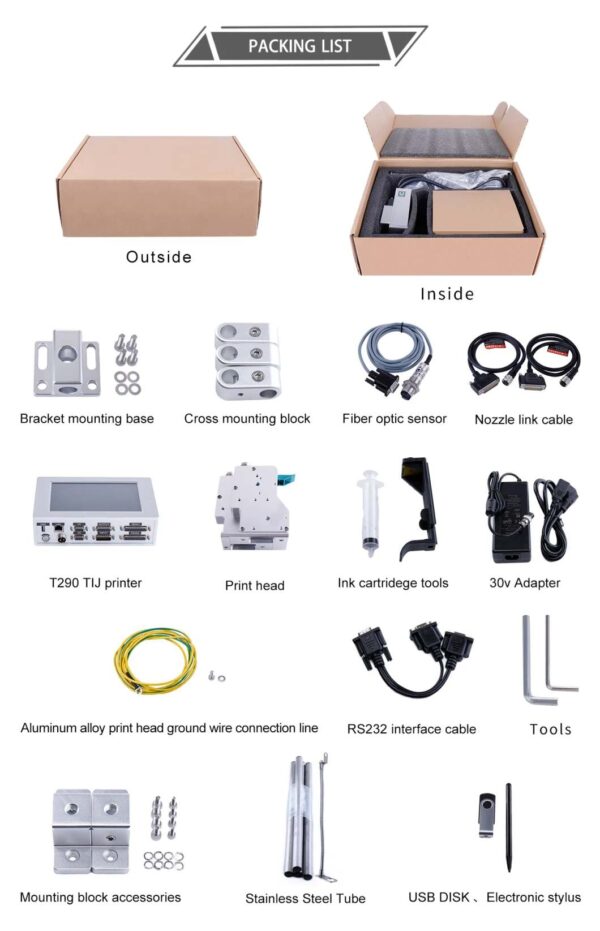 PACKING LIST
Outside
Inside
Bracket mounting base
Cross mounting block
Fiber optic sensor
Nozzle link cable
T290 TIJ printer
Print head
Ink cartridege tools
30v Adapter
Aluminum alloy print head ground wire connection line
RS232 interface cable
Tools
Mounting block accessories
Stainless Steel Tube
USB DISK 、Electronic stylus